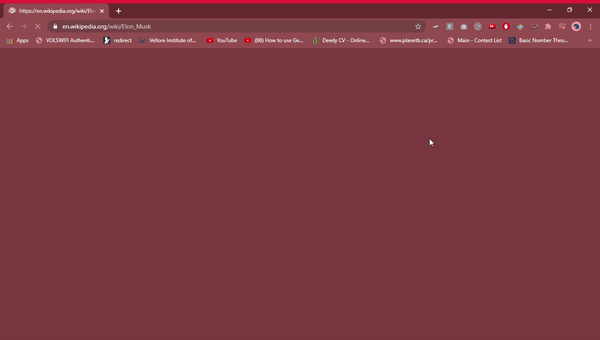 https://en.wikipedia.org/wiki/Elo
en.wikipedia.org/wiki/Elon_Musk
Apps VOLSWIFI Authenti... redirect Vellore Institute of... YouTube (86) How to use Ge... Deedy CV - Online... www.planetb.ca/pr... Main - Contest List Basic Number Theo... »